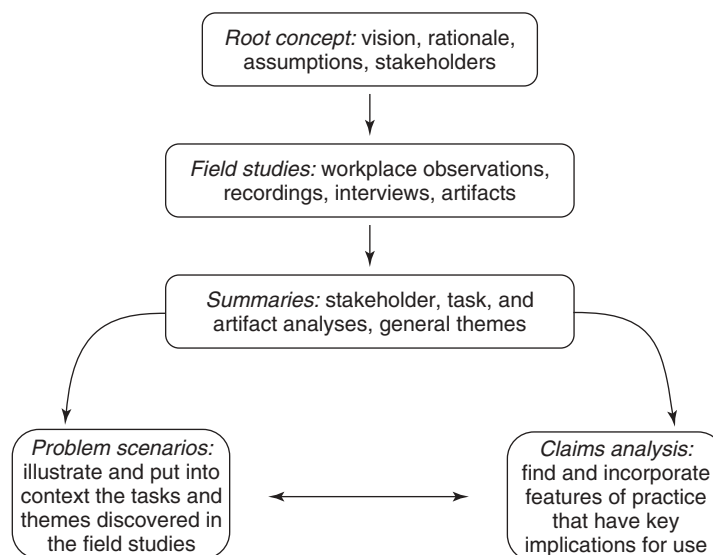 Root concept: vision, rationale,
assumptions, stakeholders
Field studies: workplace observations,
recordings, interviews, artifacts
Summaries: stakeholder, task, and
artifact analyses, general themes
Problem scenarios:
illustrate and put into
context the tasks and
themes discovered in
the field studies
Claims analysis:
find and incorporate
features of practice
that have key
implications for use